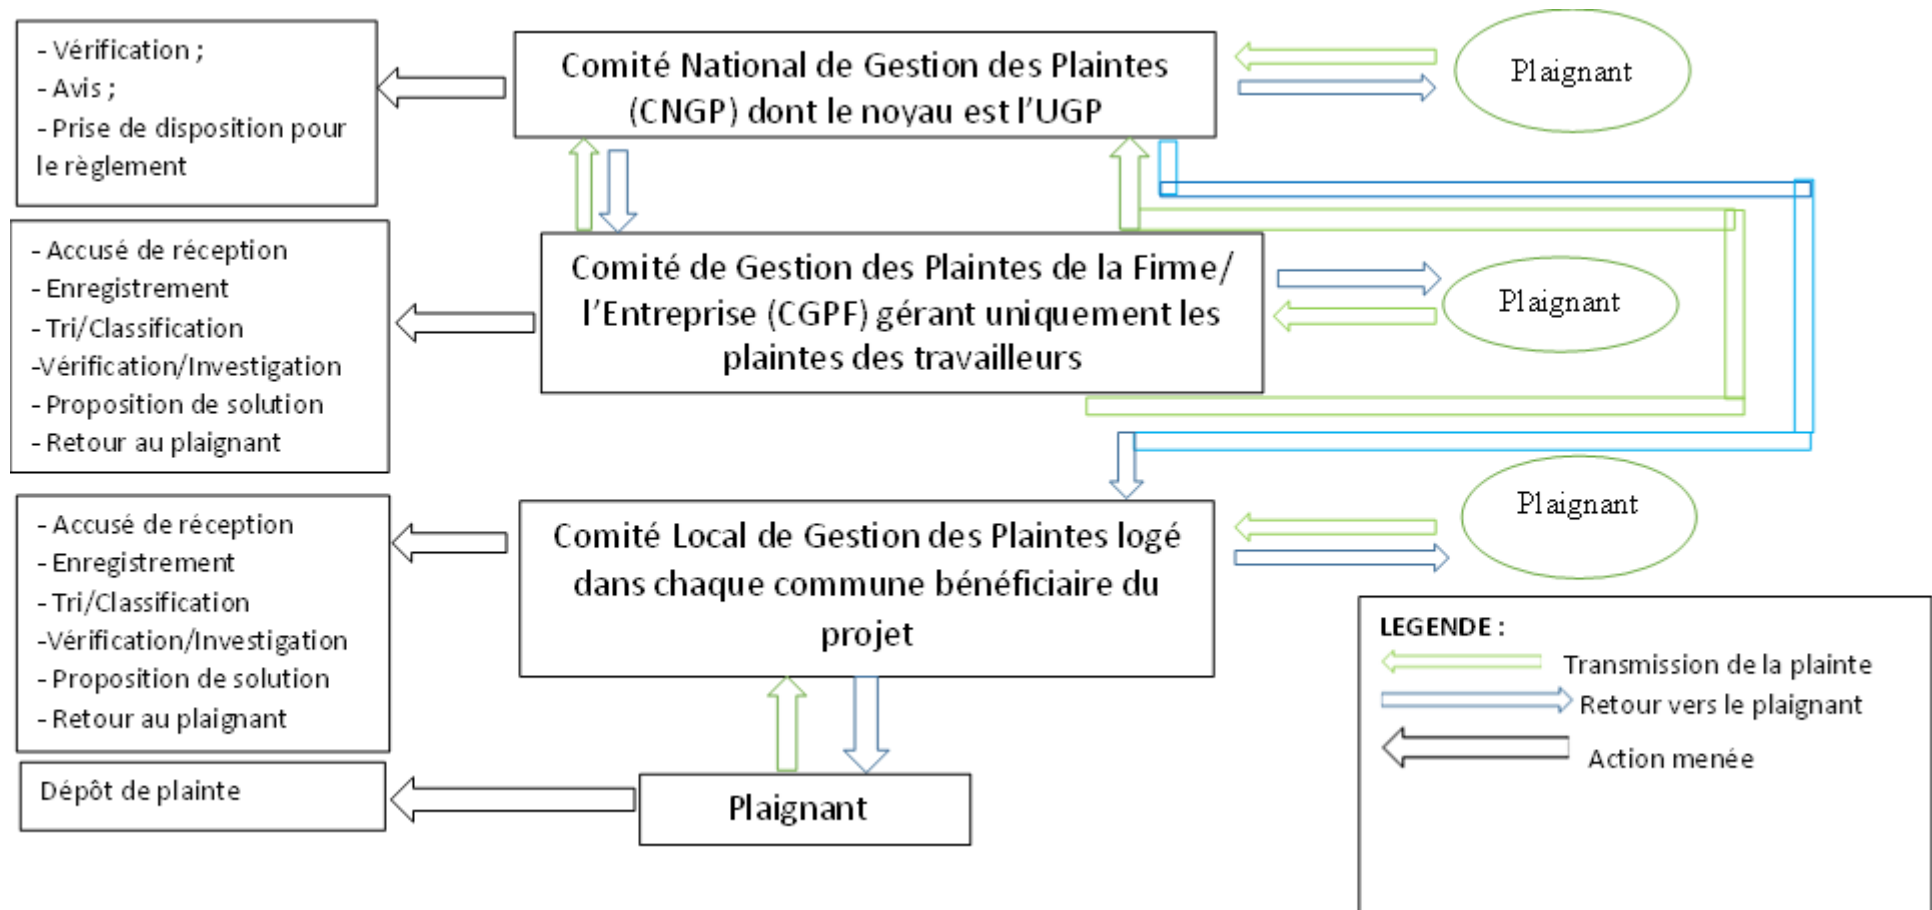 - Vérification ;
- Avis ;
- Prise de disposition pour
le règlement
Comité National de Gestion des Plaintes
(CNGP) dont le noyau est l'UGP
Plaignant
- Accusé de réception
- Enregistrement
- Tri/Classification
-Vérification/Investigation
- Proposition de solution
- Retour au plaignant
Comité de Gestion des Plaintes de la Firme/
l'Entreprise (CGPF) gérant uniquement les
plaintes des travailleurs
Plaignant
- Accusé de réception
- Enregistrement
- Tri/Classification
-Vérification/Investigation
- Proposition de solution
- Retour au plaignant
Comité Local de Gestion des Plaintes logé
dans chaque commune bénéficiaire du
projet
Plaignant
Dépôt de plainte
Plaignant
LEGENDE :
Transmission de la plainte
Retour vers le plaignant
Action menée